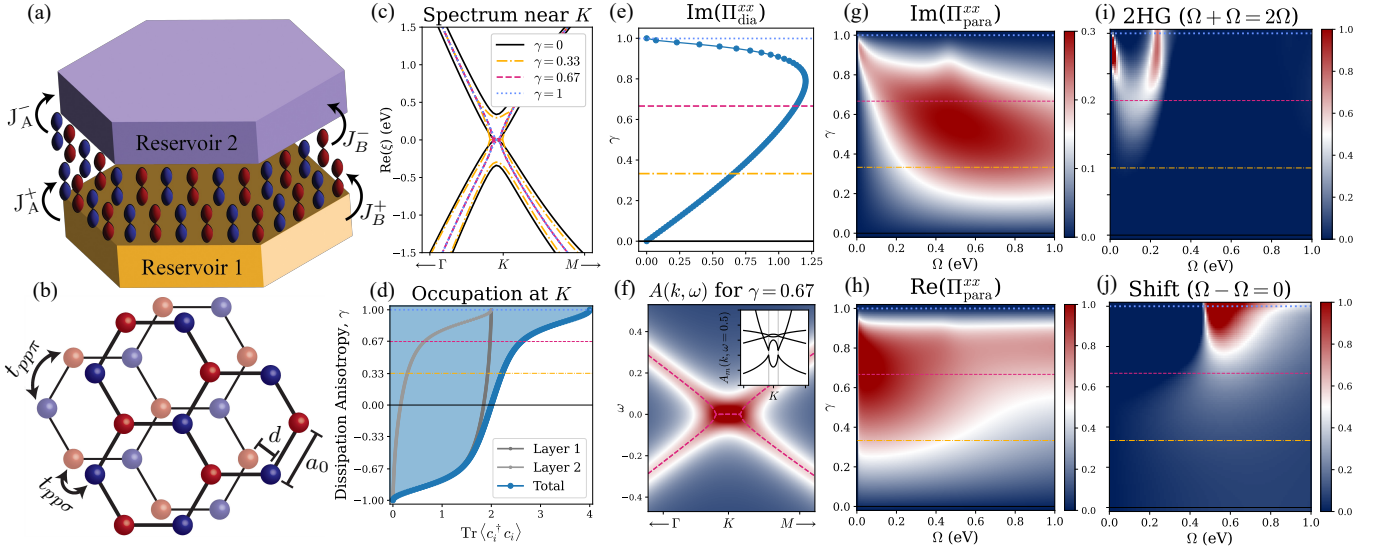 (a)
Reservoir 2
Reservoir 1
J_A^-
J_B^-
J_A^+
J_B^+
(b)
t_{ppπ}
t_{ppσ}
d
a_0
(c)
Spectrum near K
γ = 0
γ = 0.33
γ = 0.67
γ = 1
Re(ξ) (eV)
1.5
1.0
0.5
0.0
−0.5
−1.0
−1.5
⟵ Γ
K
M ⟶
(d)
Occupation at K
Dissipation Anisotropy, γ
1.00
0.67
0.33
0.00
−0.33
−0.67
−1.00
Layer 1
Layer 2
Total
0 1 2 3 4
Tr ⟨c_i^† c_i⟩
(e)
Im(Π_dia^{xx})
γ
1.0
0.8
0.6
0.4
0.2
0.0
0.00 0.25 0.50 0.75 1.00 1.25
(f)
A(k, ω) for γ = 0.67
A_m(k, ω = 0.5)
K
ω
0.4
0.2
0.0
−0.2
−0.4
⟵ Γ
K
M ⟶
(g)
Im(Π_para^{xx})
γ
1.0
0.8
0.6
0.4
0.2
0.0
0.0 0.2 0.4 0.6 0.8 1.0
Ω (eV)
1.0
0.8
0.6
0.4
0.2
0.0
(h)
Re(Π_para^{xx})
γ
1.0
0.8
0.6
0.4
0.2
0.0
0.0 0.2 0.4 0.6 0.8 1.0
Ω (eV)
1.0
0.8
0.6
0.4
0.2
0.0
(i)
2HG (Ω + Ω = 2Ω)
0.3
0.2
0.1
0.0
0.0 0.2 0.4 0.6 0.8 1.0
Ω (eV)
1.0
0.8
0.6
0.4
0.2
0.0
(j)
Shift (Ω − Ω = 0)
1.0
0.8
0.6
0.4
0.2
0.0
0.0 0.2 0.4 0.6 0.8 1.0
Ω (eV)
1.0
0.8
0.6
0.4
0.2
0.0